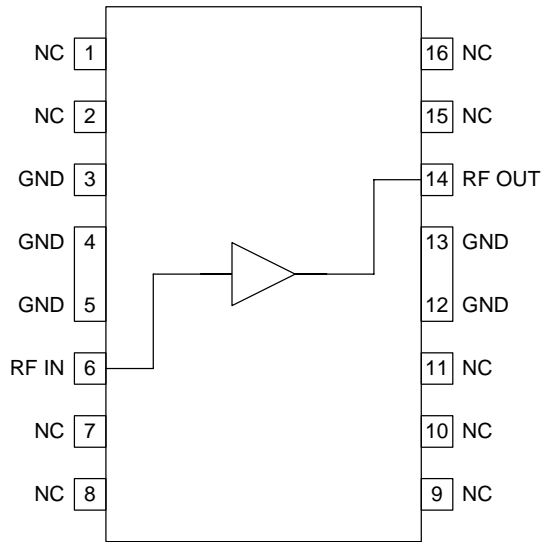 NC 1 16 NC
NC 2 15 NC
GND 3 14 RF OUT
GND 4 13 GND
GND 5 12 GND
RF IN 6 11 NC
NC 7 10 NC
NC 8 9 NC